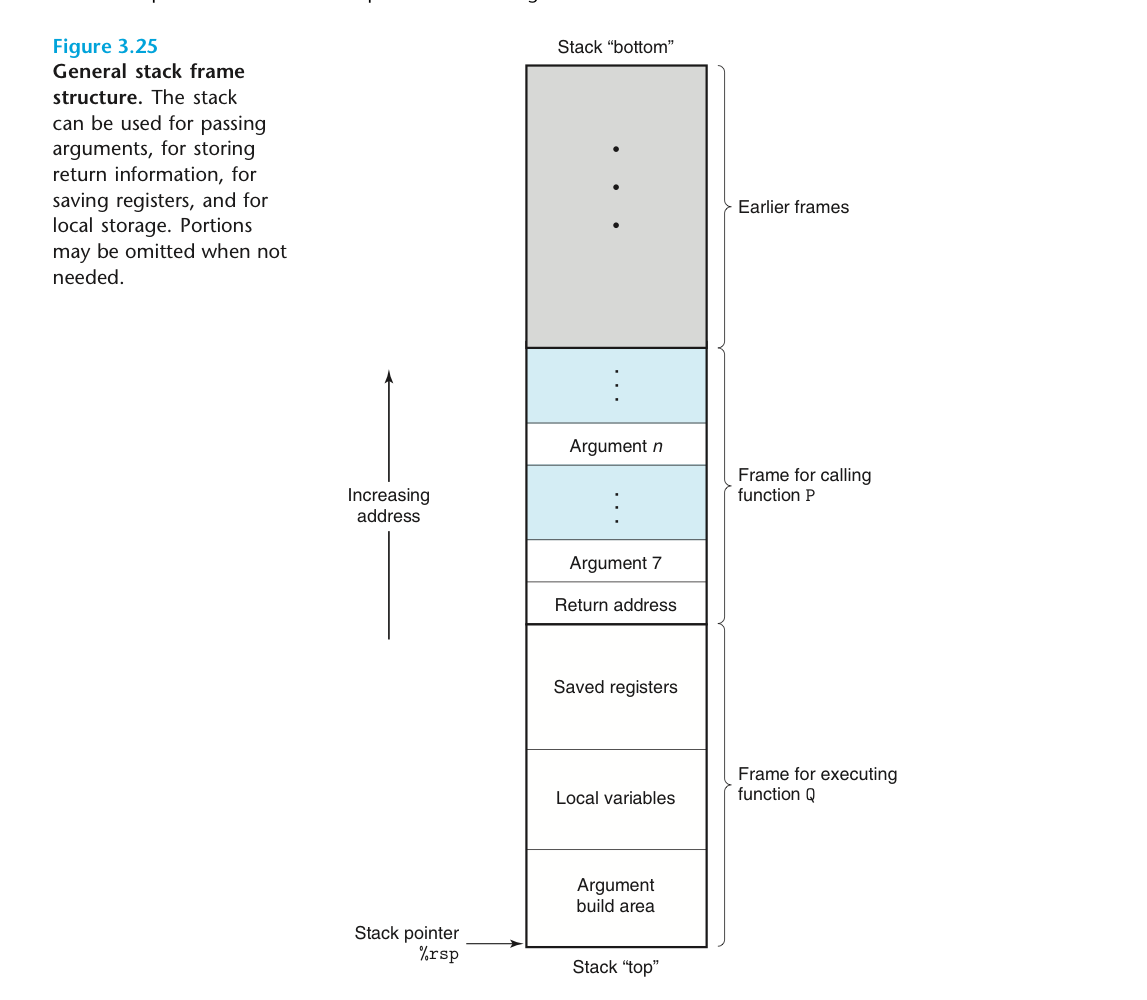 Figure 3.25
General stack frame
structure. The stack
can be used for passing
arguments, for storing
return information, for
saving registers, and for
local storage. Portions
may be omitted when not
needed.
Stack “bottom”
Earlier frames
Argument n
Frame for calling
function P
Increasing
address
Argument 7
Return address
Saved registers
Frame for executing
function Q
Local variables
Argument
build area
Stack pointer
%rsp
Stack “top”